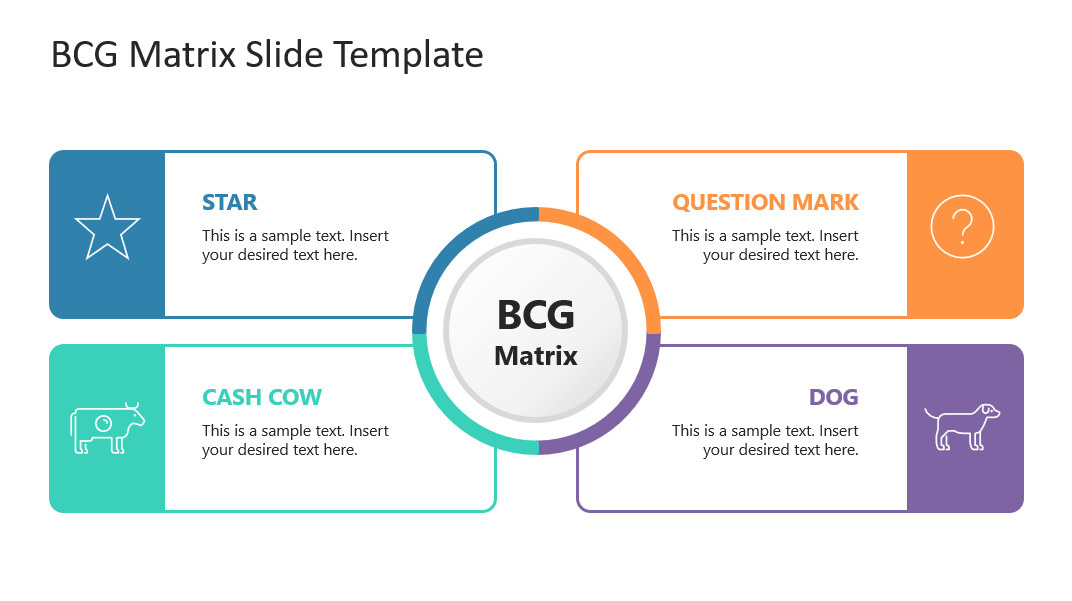 BCG Matrix Slide Template
STAR
This is a sample text. Insert
your desired text here.
QUESTION MARK
This is a sample text. Insert
your desired text here.
BCG
Matrix
CASH COW
This is a sample text. Insert
your desired text here.
DOG
This is a sample text. Insert
your desired text here.